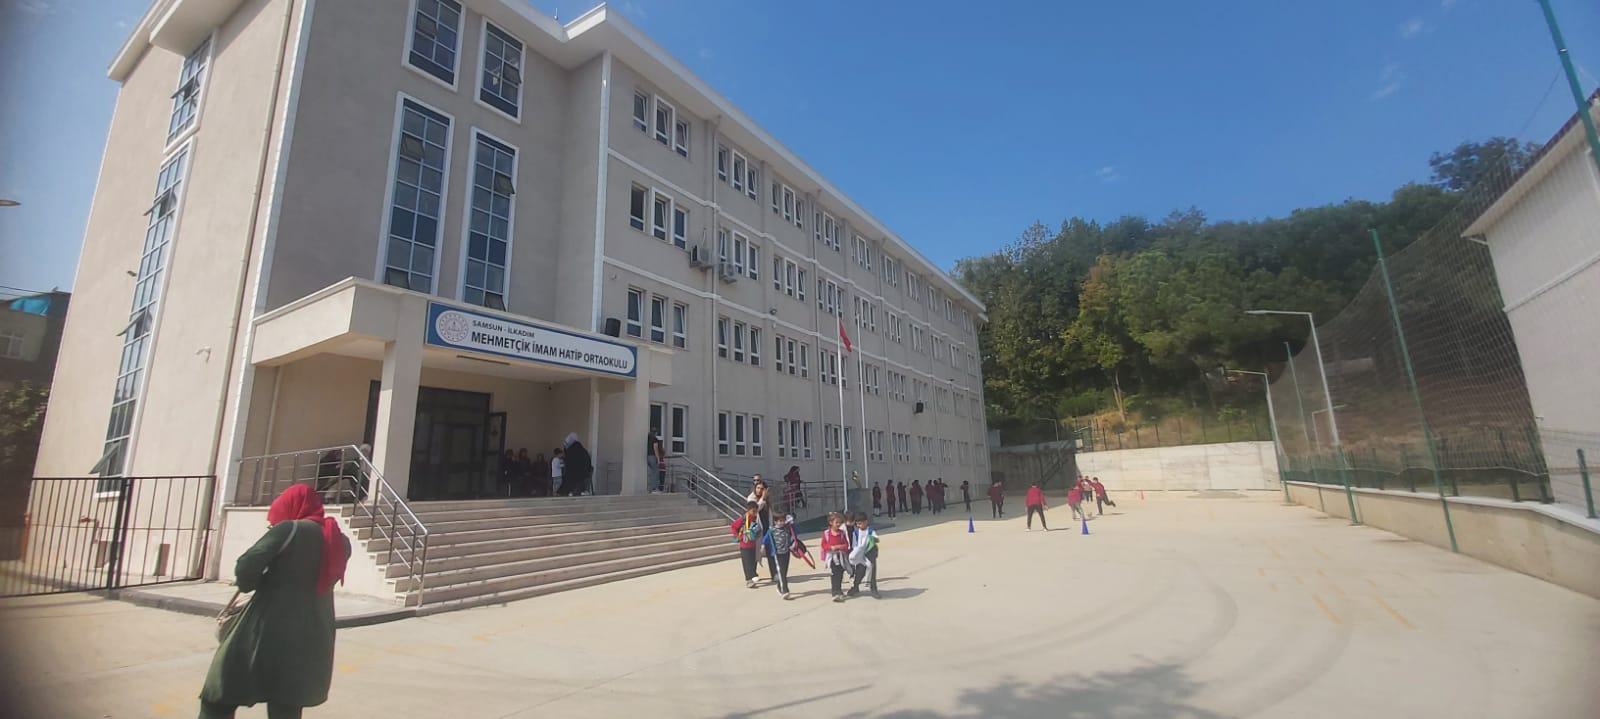 SAMSUN - İLKADIM
MEHMETÇİK İMAM HATİP ORTAOKULU